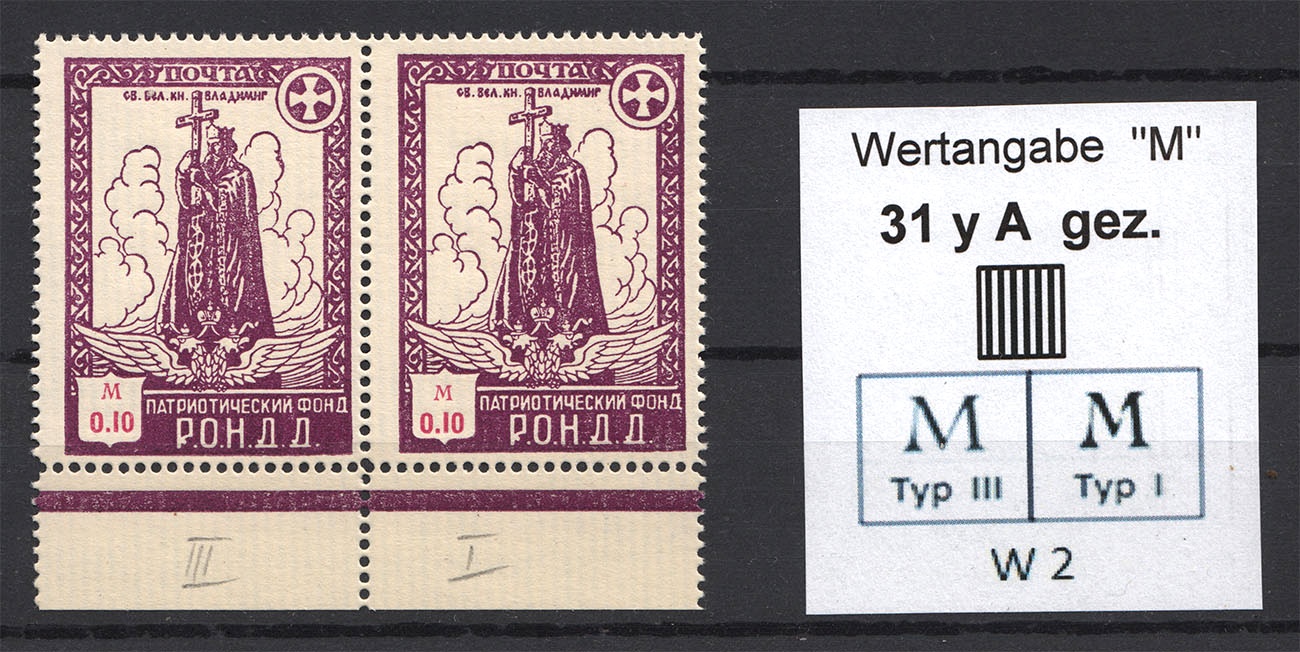 ПОЧТА
СВ. ВЕЛ. КН. ВЛАДИМИР
М
0.10
ПАТРИОТИЧЕСКИЙ ФОНД
Р.О.Н.Д.Д.
III
ПОЧТА
СВ. ВЕЛ. КН. ВЛАДИМИР
М
0.10
ПАТРИОТИЧЕСКИЙ ФОНД
Р.О.Н.Д.Д.
I
Wertangabe "M"
31 y A gez.
M M
Typ III Typ I
W 2